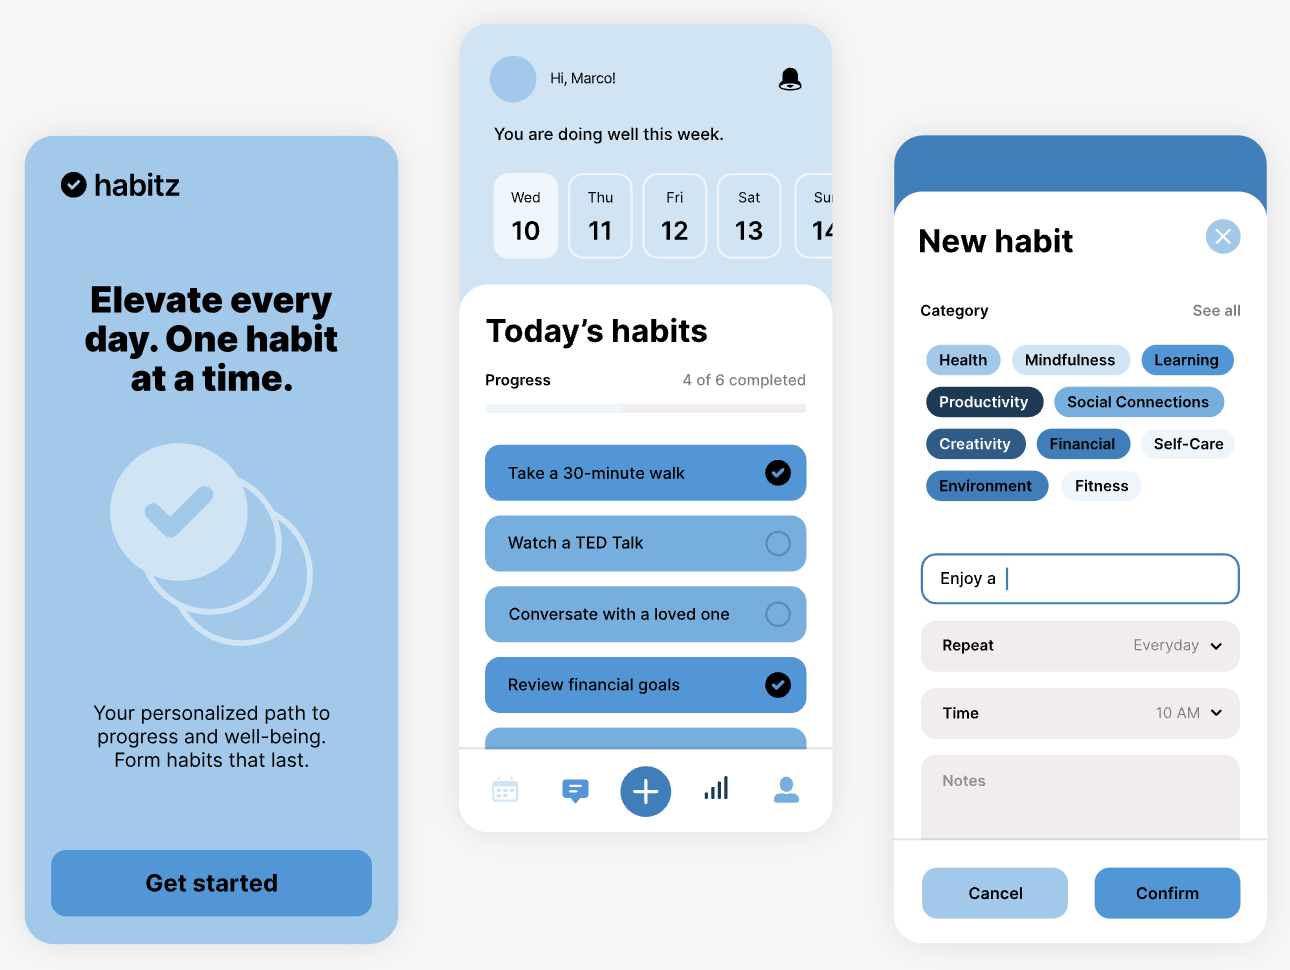 habitz
Elevate every
day. One habit
at a time.
Your personalized path to
progress and well-being.
Form habits that last.
Get started
Hi, Marco!
You are doing well this week.
Wed Thu Fri Sat Sun
10 11 12 13 14
Today's habits
Progress 4 of 6 completed
Take a 30-minute walk
Watch a TED Talk
Conversate with a loved one
Review financial goals
New habit
Category See all
Health Mindfulness Learning
Productivity Social Connections
Creativity Financial Self-Care
Environment Fitness
Enjoy a
Repeat Everyday
Time 10 AM
Notes
Cancel Confirm